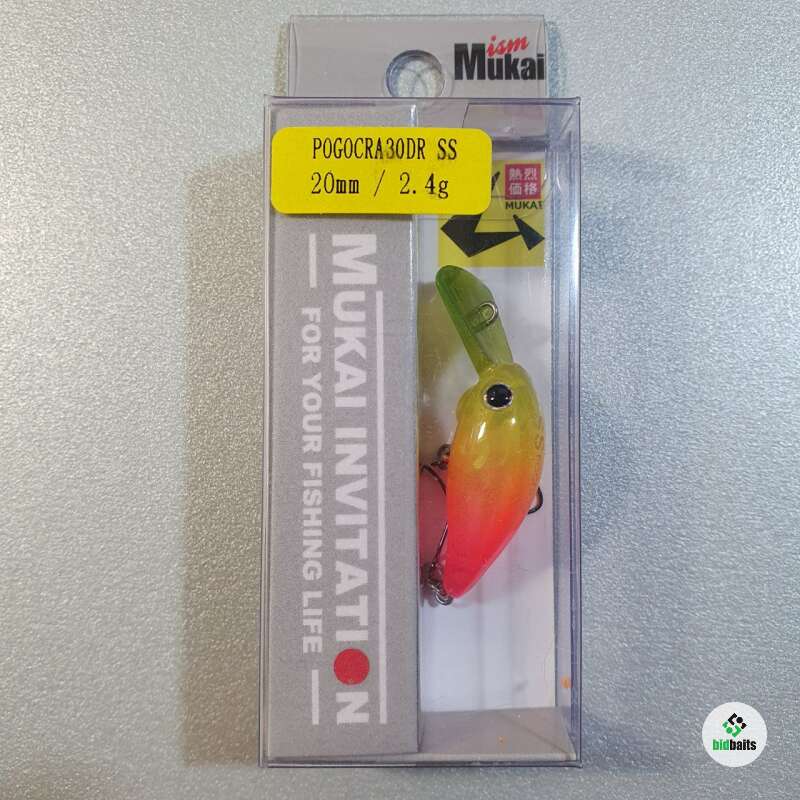 ism
Mukai
POGOCRA30DR SS
20mm / 2.4g
熱烈
価格
MUKAI
MUKAI INVITATION
FOR YOUR FISHING LIFE
bidbaits